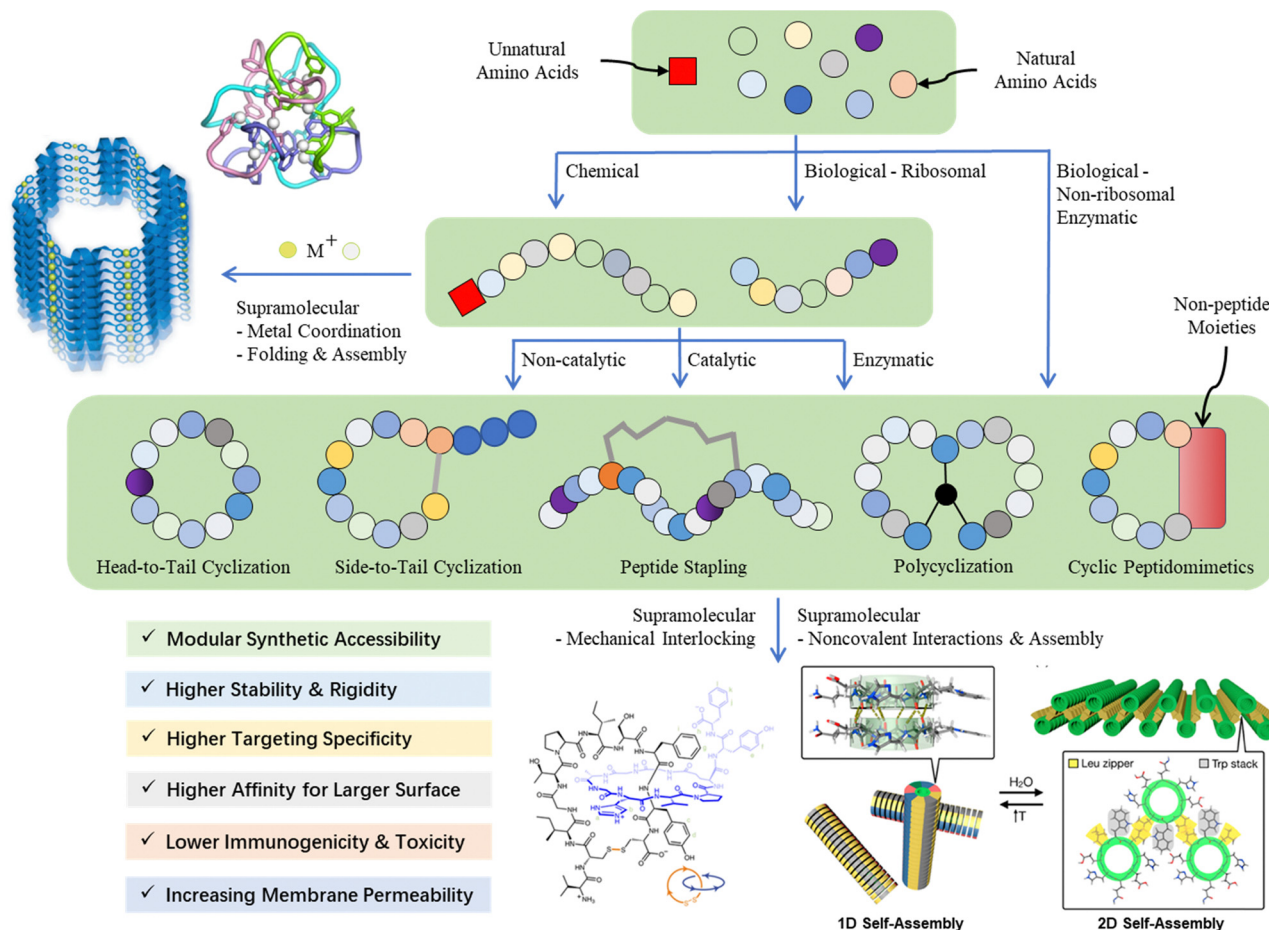 Unnatural
Amino Acids
Natural
Amino Acids
Chemical
Biological - Ribosomal
Biological -
Non-ribosomal
Enzymatic
M+
Supramolecular
- Metal Coordination
- Folding & Assembly
Non-peptide
Moieties
Non-catalytic
Catalytic
Enzymatic
Head-to-Tail Cyclization
Side-to-Tail Cyclization
Peptide Stapling
Polycyclization
Cyclic Peptidomimetics
Supramolecular
- Mechanical Interlocking
Supramolecular
- Noncovalent Interactions & Assembly
✓ Modular Synthetic Accessibility
✓ Higher Stability & Rigidity
✓ Higher Targeting Specificity
✓ Higher Affinity for Larger Surface
✓ Lower Immunogenicity & Toxicity
✓ Increasing Membrane Permeability
H2O
↑T
Leu zipper
Trp stack
1D Self-Assembly
2D Self-Assembly